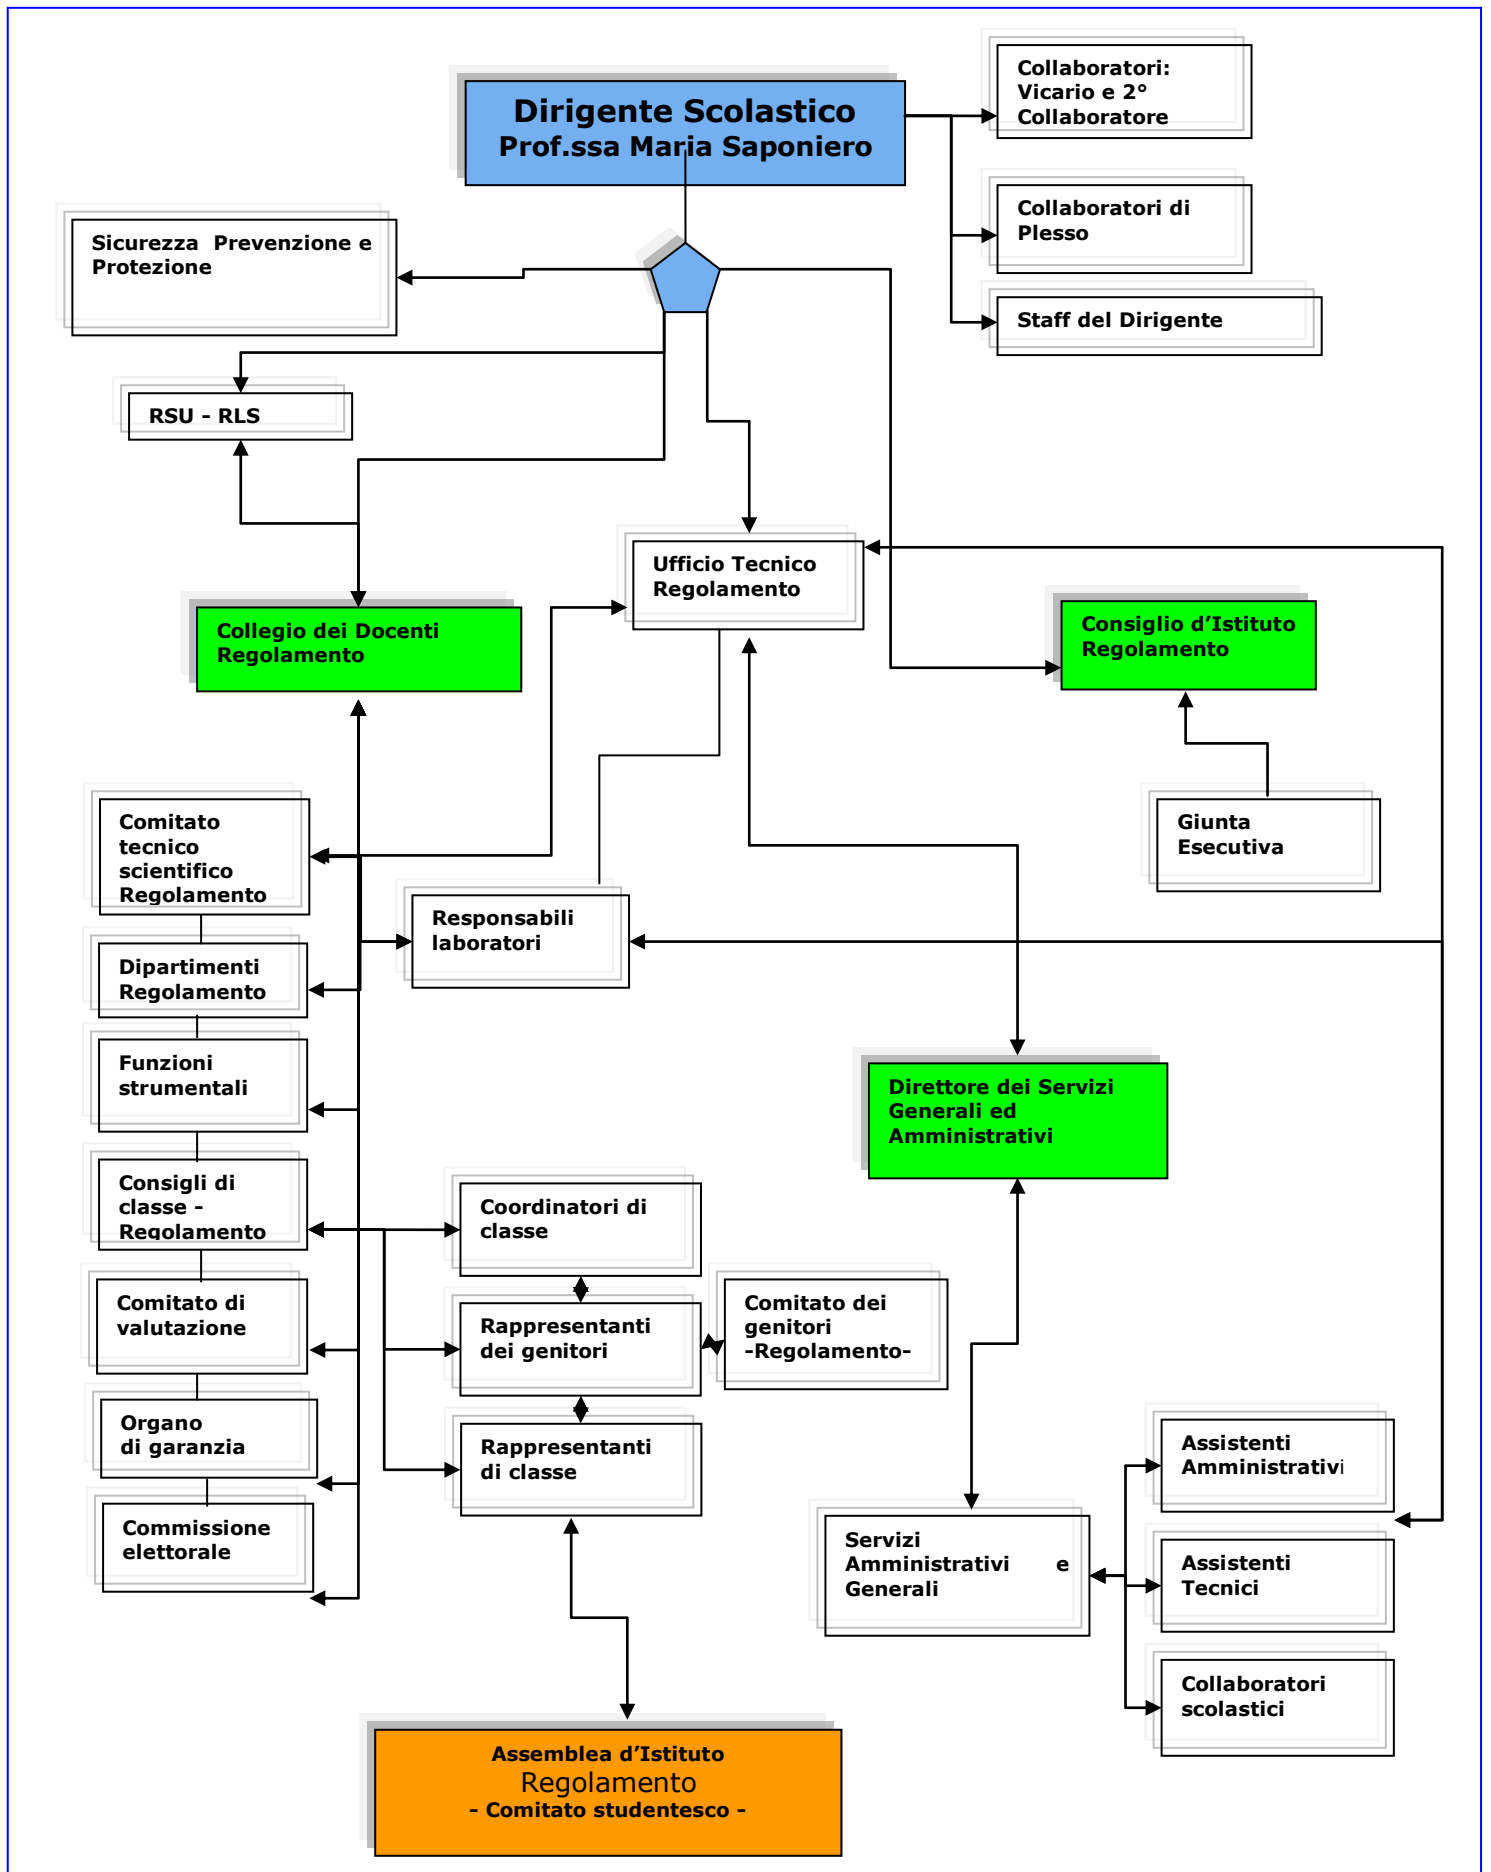 Dirigente Scolastico
Prof.ssa Maria Saponiero
Collaboratori:
Vicario e 2°
Collaboratore
Collaboratori di
Plesso
Staff del Dirigente
Sicurezza  Prevenzione e
Protezione
RSU - RLS
Ufficio Tecnico
Regolamento
Collegio dei Docenti
Regolamento
Consiglio d’Istituto
Regolamento
Giunta
Esecutiva
Comitato
tecnico
scientifico
Regolamento
Responsabili
laboratori
Dipartimenti
Regolamento
Funzioni
strumentali
Direttore dei Servizi
Generali ed
Amministrativi
Consigli di
classe -
Regolamento
Coordinatori di
classe
Comitato di
valutazione
Rappresentanti
dei genitori
Comitato dei
genitori
-Regolamento-
Organo
di garanzia
Rappresentanti
di classe
Commissione
elettorale
Servizi
Amministrativi e
Generali
Assistenti
Amministrativi
Assistenti
Tecnici
Collaboratori
scolastici
Assemblea d’Istituto
Regolamento
- Comitato studentesco -